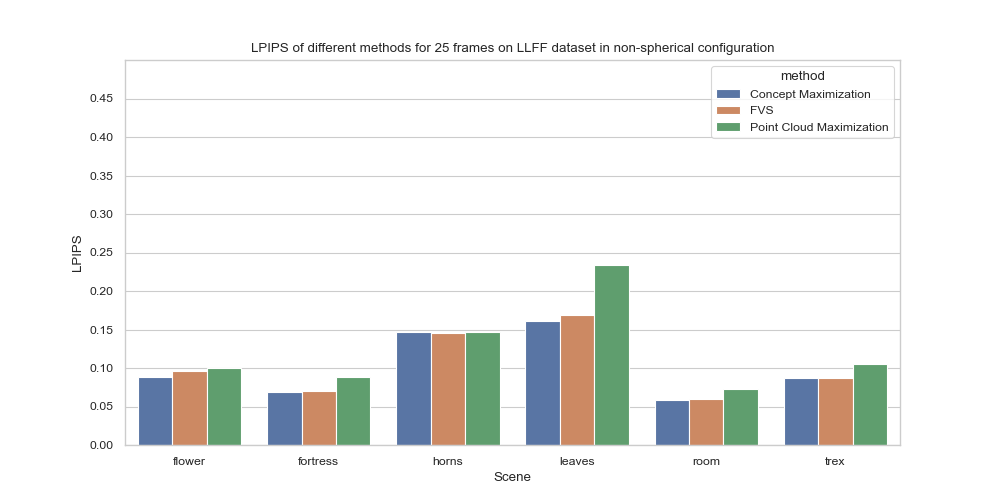 LPIPS of different methods for 25 frames on LLFF dataset in non-spherical configuration
method
Concept Maximization
FVS
Point Cloud Maximization
LPIPS
0.45
0.40
0.35
0.30
0.25
0.20
0.15
0.10
0.05
0.00
flower fortress horns leaves room trex
Scene